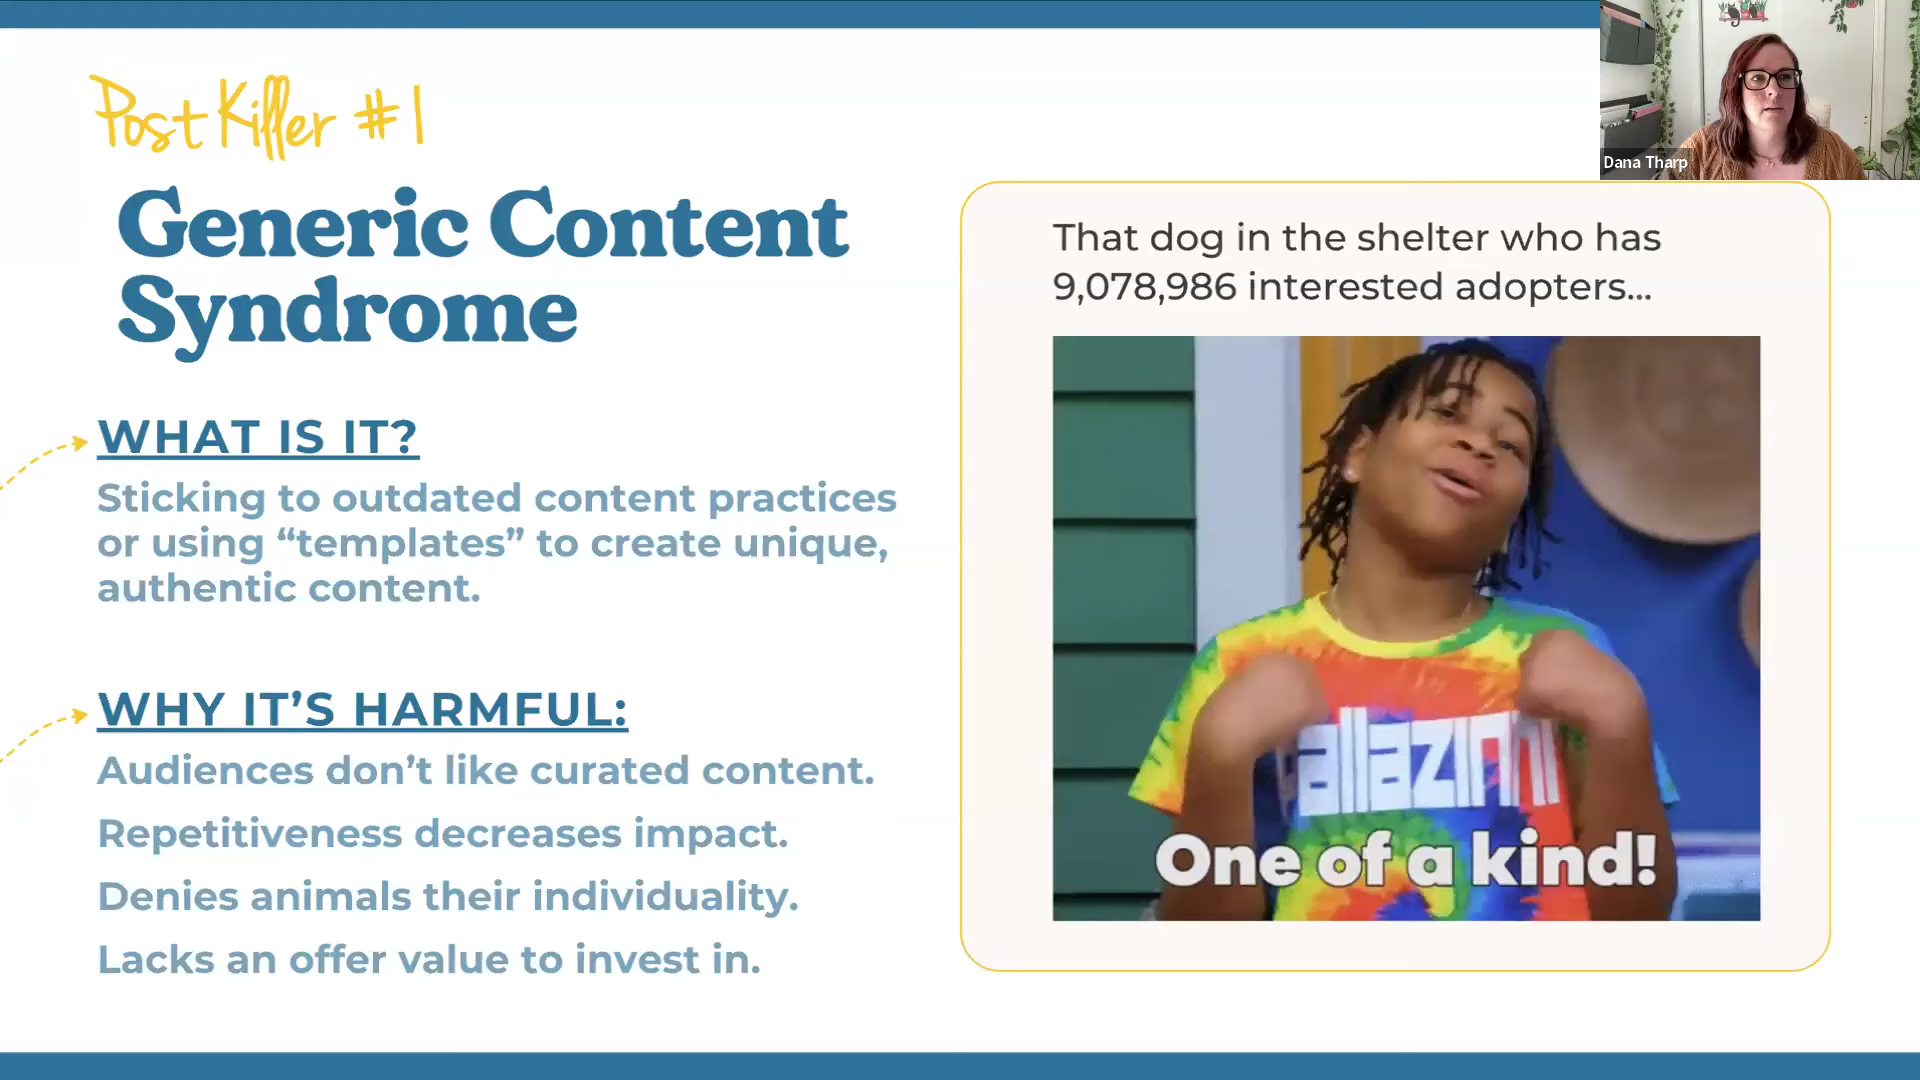 Post Killer #1
Generic Content
Syndrome
WHAT IS IT?
Sticking to outdated content practices
or using “templates” to create unique,
authentic content.
WHY IT’S HARMFUL:
Audiences don’t like curated content.
Repetitiveness decreases impact.
Denies animals their individuality.
Lacks an offer value to invest in.
Dana Tharp
That dog in the shelter who has
9,078,986 interested adopters...
One of a kind!